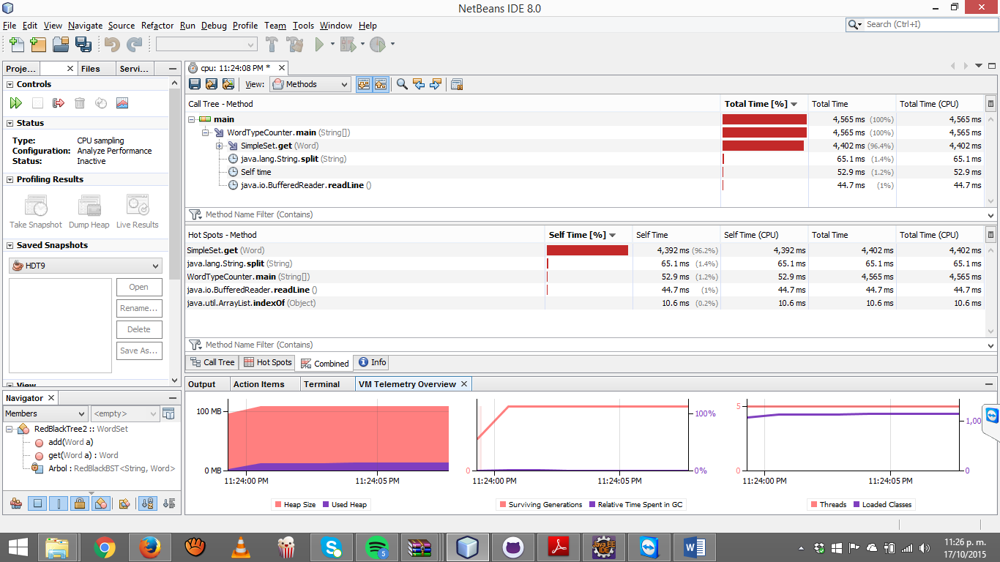 NetBeans IDE 8.0
File Edit View Navigate Source Refactor Run Debug Profile Team Tools Window Help
Search (Ctrl+I)
Proje... Files Servi...
Controls
Status
Type: CPU sampling
Configuration: Analyze Performance
Status: Inactive
Profiling Results
Take Snapshot Dump Heap Live Results
Saved Snapshots
HDT9
Open
Rename...
Delete
Save As...
View
Navigator
Members <empty>
RedBlackTree2 :: WordSet
add(Word a)
get(Word a) : Word
Arbol : RedBlackBST<String, Word>
cpu: 11:24:08 PM *
View: Methods
Call Tree - Method Total Time [%] Total Time Total Time (CPU)
main 4,565 ms (100%) 4,565 ms
WordTypeCounter.main (String[]) 4,565 ms (100%) 4,565 ms
SimpleSet.get (Word) 4,402 ms (96.4%) 4,402 ms
java.lang.String.split (String) 65.1 ms (1.4%) 65.1 ms
Self time 52.9 ms (1.2%) 52.9 ms
java.io.BufferedReader.readLine () 44.7 ms (1%) 44.7 ms
Method Name Filter (Contains)
Hot Spots - Method Self Time [%] Self Time Self Time (CPU) Total Time Total Time (CPU)
SimpleSet.get (Word) 4,392 ms (96.2%) 4,392 ms 4,402 ms 4,402 ms
java.lang.String.split (String) 65.1 ms (1.4%) 65.1 ms 65.1 ms 65.1 ms
WordTypeCounter.main (String[]) 52.9 ms (1.2%) 52.9 ms 4,565 ms 4,565 ms
java.io.BufferedReader.readLine () 44.7 ms (1%) 44.7 ms 44.7 ms 44.7 ms
java.util.ArrayList.indexOf (Object) 10.6 ms (0.2%) 10.6 ms 10.6 ms 10.6 ms
Method Name Filter (Contains)
Call Tree Hot Spots Combined Info
Output Action Items Terminal VM Telemetry Overview
100 MB
0 MB
11:24:00 PM 11:24:05 PM
Heap Size Used Heap
100%
0 0%
11:24:00 PM 11:24:05 PM
Surviving Generations Relative Time Spent in GC
5
1,00
0 0
11:24:00 PM 11:24:05 PM
Threads Loaded Classes
5
Java EE
IDE
11:26 p. m.
17/10/2015